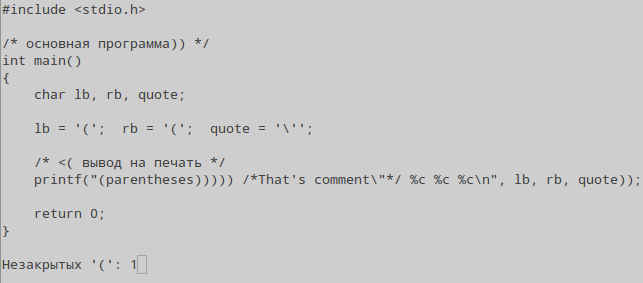 #include <stdio.h>
/* основная программа)) */
int main()
{
char lb, rb, quote;
lb = '('; rb = '('; quote = '\'';
/* <( вывод на печать */
printf("(parentheses))))) /*That's comment\"*/ %c %c %c\n", lb, rb, quote));
return 0;
}
Незакрытых '(': 1